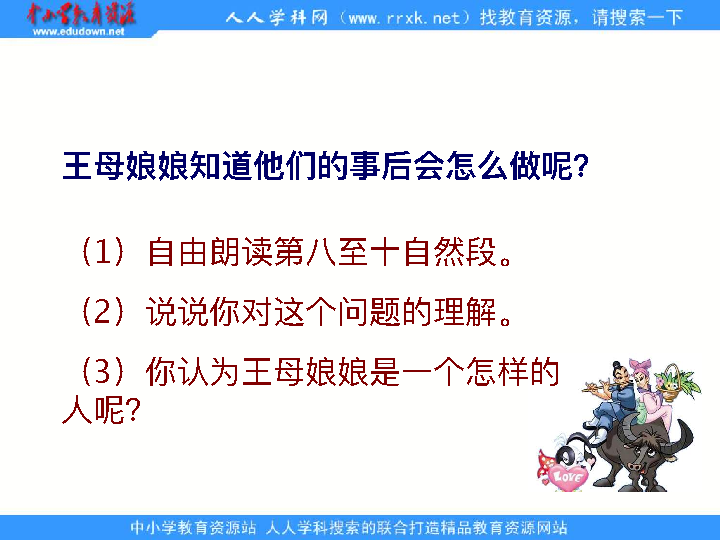 中小学教育资源
www.edudown.net
人人学科网（www.rrxk.net）找教育资源，请搜索一下
王母娘娘知道他们的事后会怎么做呢？
（1）自由朗读第八至十自然段。
（2）说说你对这个问题的理解。
（3）你认为王母娘娘是一个怎样的
人呢？
LOVE
中小学教育资源站 人人学科搜索的联合打造精品教育资源网站